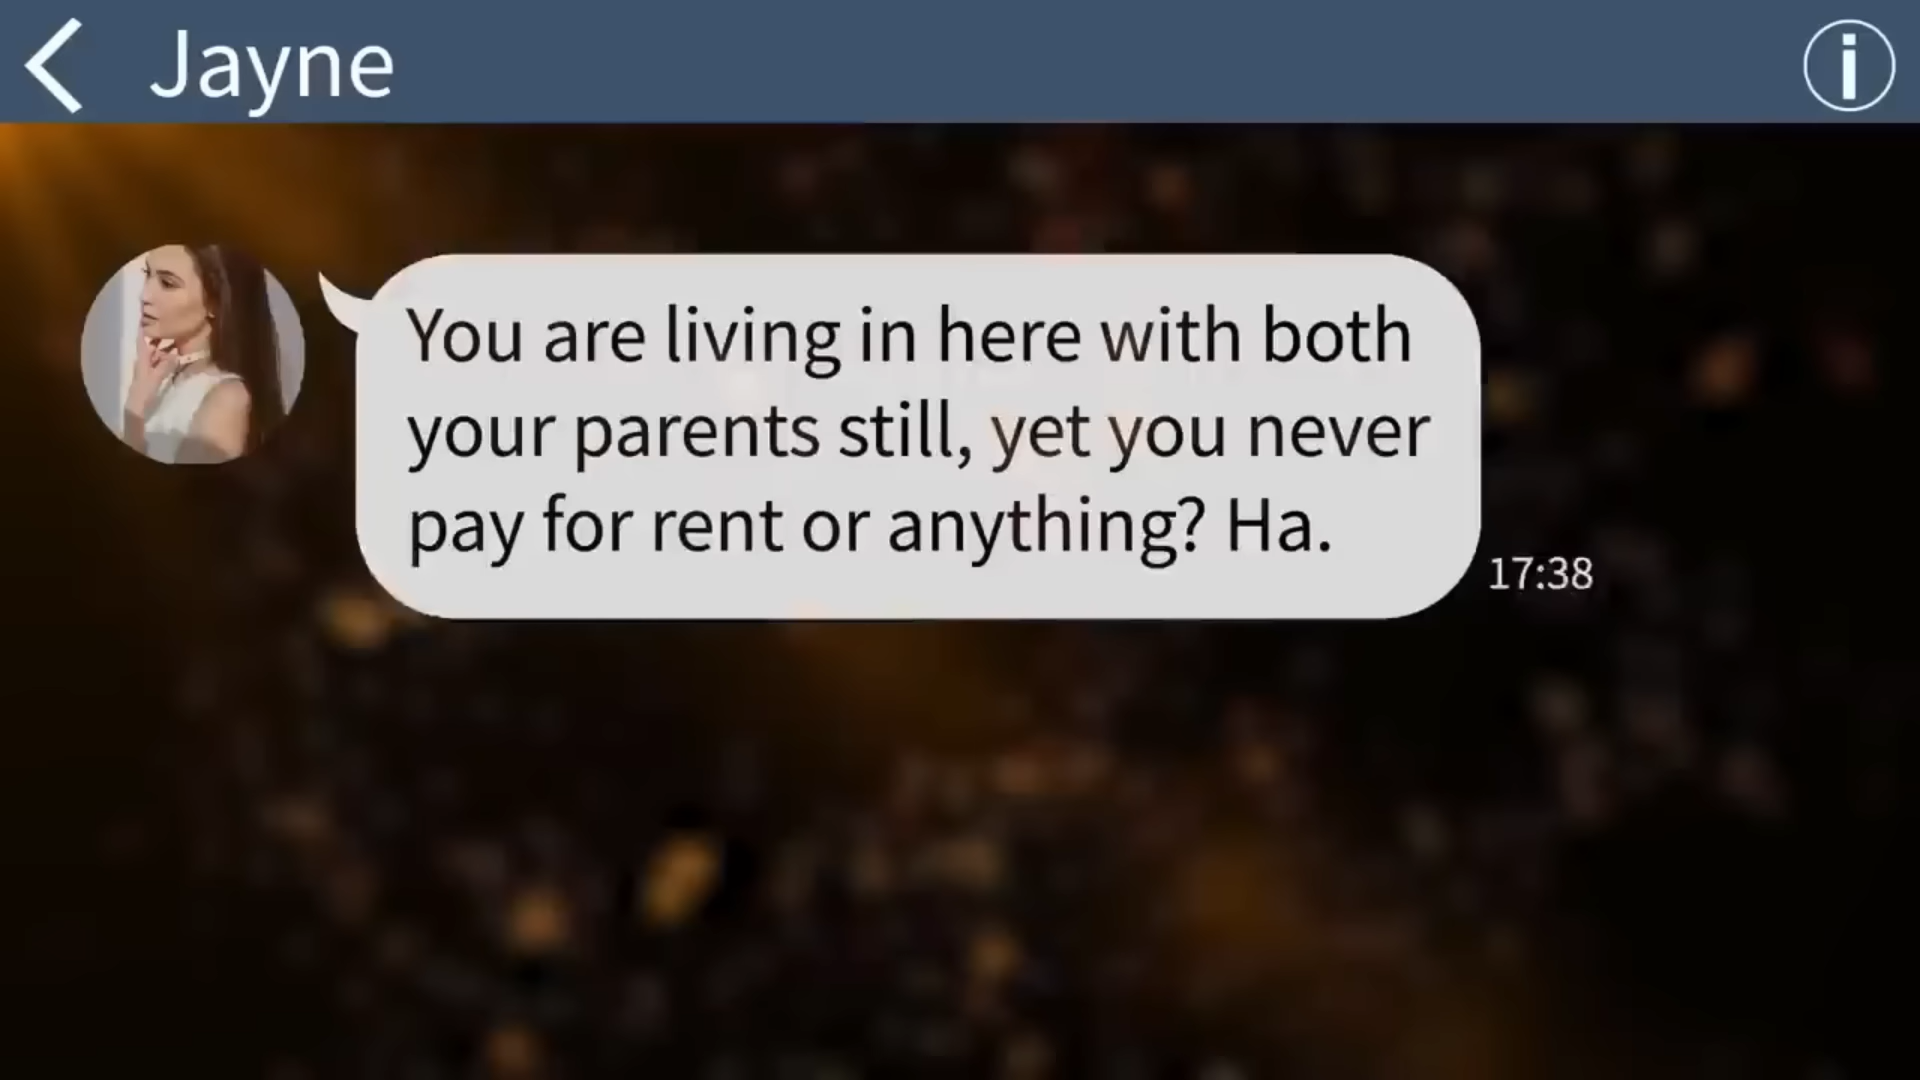 Jayne
You are living in here with both
your parents still, yet you never
pay for rent or anything? Ha.
17:38